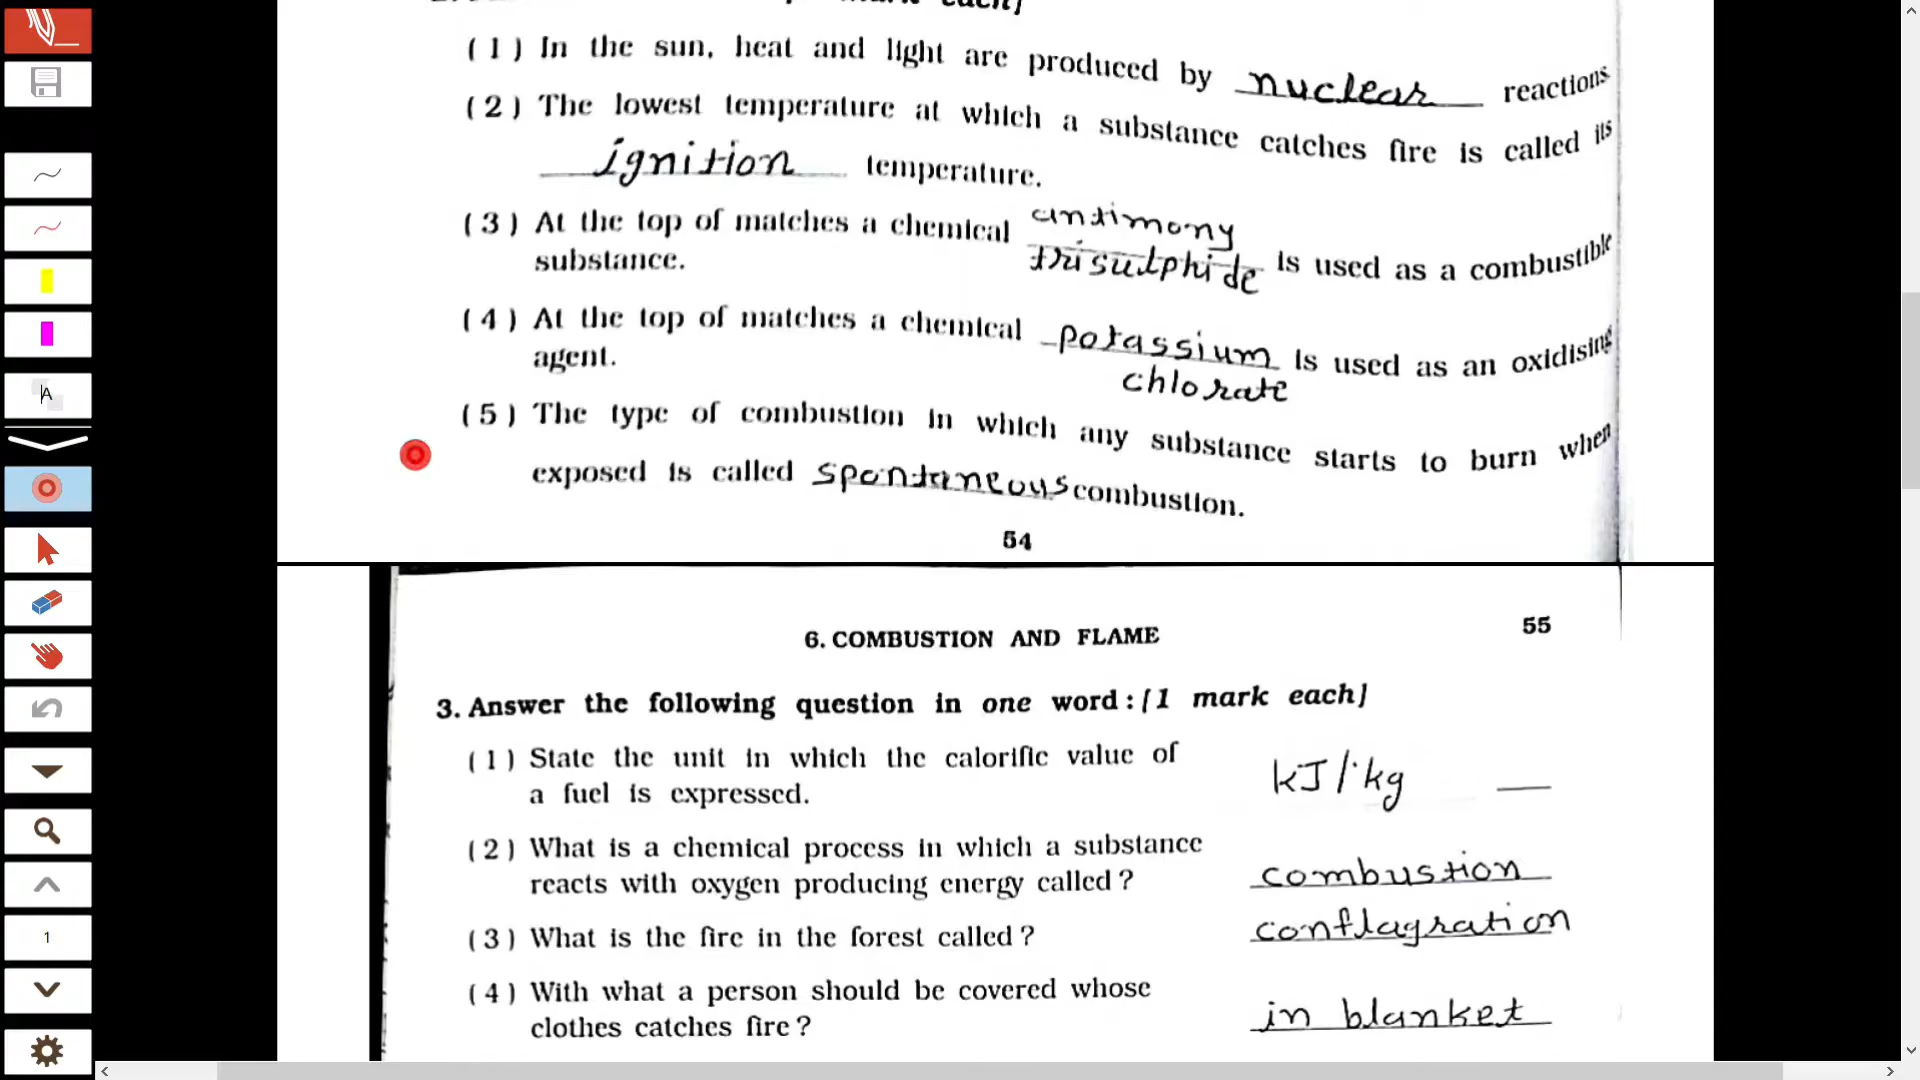 each]
( 1 ) In the sun, heat and light are produced by nuclear reactions
( 2 ) The lowest temperature at which a substance catches fire is called its
ignition temperature.
( 3 ) At the top of matches a chemical antimony
trisulphide is used as a combustible
substance.
( 4 ) At the top of matches a chemical potassium is used as an oxidising
chlorate
agent.
( 5 ) The type of combustion in which any substance starts to burn when
exposed is called spontaneous combustion.
54
55
6. COMBUSTION AND FLAME
3. Answer the following question in one word : [1 mark each]
( 1 ) State the unit in which the calorific value of
a fuel is expressed.
kJ/kg
( 2 ) What is a chemical process in which a substance
reacts with oxygen producing energy called ?
combustion
( 3 ) What is the fire in the forest called ? conflagration
( 4 ) With what a person should be covered whose
clothes catches fire ?
in blanket
A
1